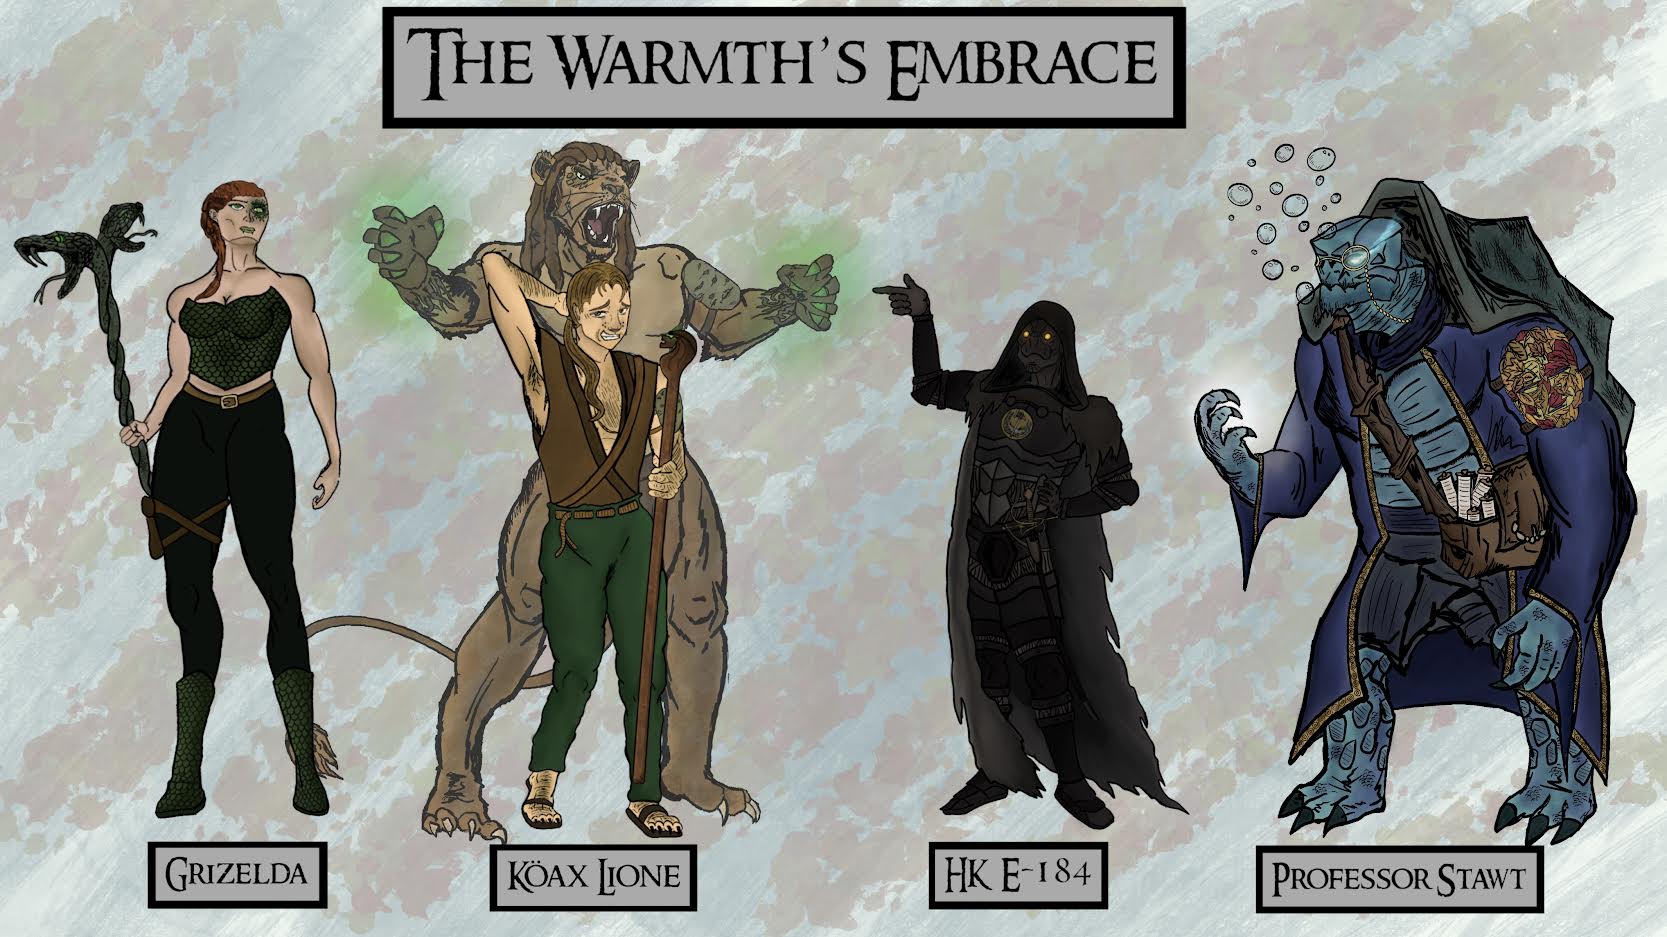 The Warmth's Embrace
Grizelda
Köax Lione
HK E-184
Professor Stawt